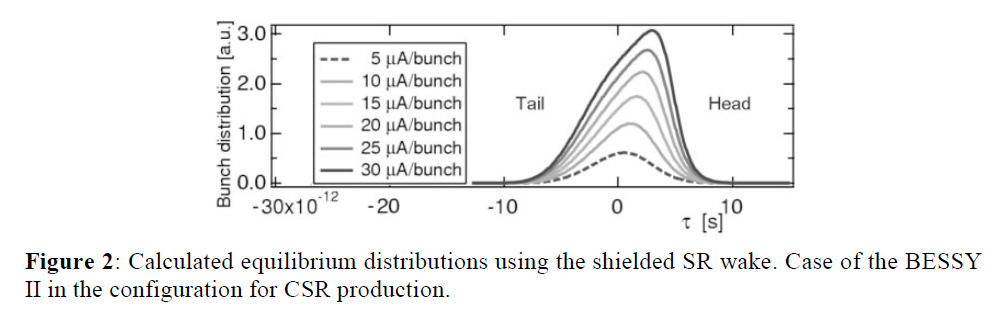 Bunch distribution [a.u.]
3.0
2.0
1.0
0.0
5 μA/bunch
10 μA/bunch
15 μA/bunch
20 μA/bunch
25 μA/bunch
30 μA/bunch
Tail
Head
-30x10^-12
-20
-10
0
10
τ [s]
Figure 2: Calculated equilibrium distributions using the shielded SR wake. Case of the BESSY
II in the configuration for CSR production.